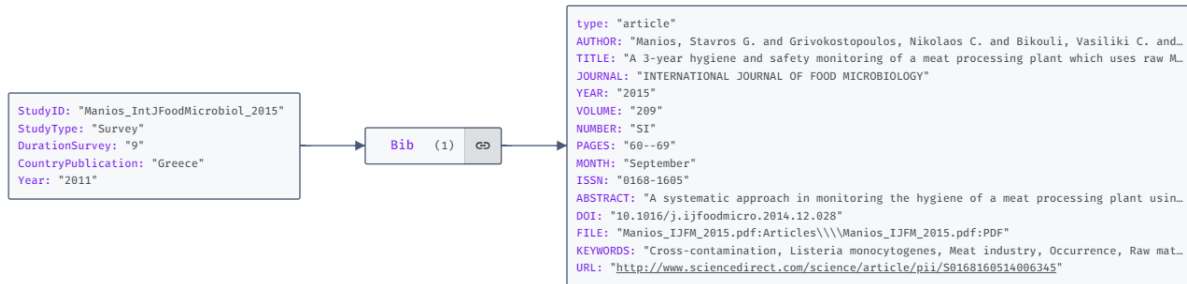 StudyID: "Manios_IntJFoodMicrobiol_2015"
StudyType: "Survey"
DurationSurvey: "9"
CountryPublication: "Greece"
Year: "2011"
Bib (1)
type: "article"
AUTHOR: "Manios, Stavros G. and Grivokostopoulos, Nikolaos C. and Bikouli, Vasiliki C. and…
TITLE: "A 3-year hygiene and safety monitoring of a meat processing plant which uses raw M…
JOURNAL: "INTERNATIONAL JOURNAL OF FOOD MICROBIOLOGY"
YEAR: "2015"
VOLUME: "209"
NUMBER: "SI"
PAGES: "60--69"
MONTH: "September"
ISSN: "0168-1605"
ABSTRACT: "A systematic approach in monitoring the hygiene of a meat processing plant usin…
DOI: "10.1016/j.ijfoodmicro.2014.12.028"
FILE: "Manios_IJFM_2015.pdf:Articles\\\\Manios_IJFM_2015.pdf:PDF"
KEYWORDS: "Cross-contamination, Listeria monocytogenes, Meat industry, Occurrence, Raw mat…
URL: "http://www.sciencedirect.com/science/article/pii/S0168160514006345"